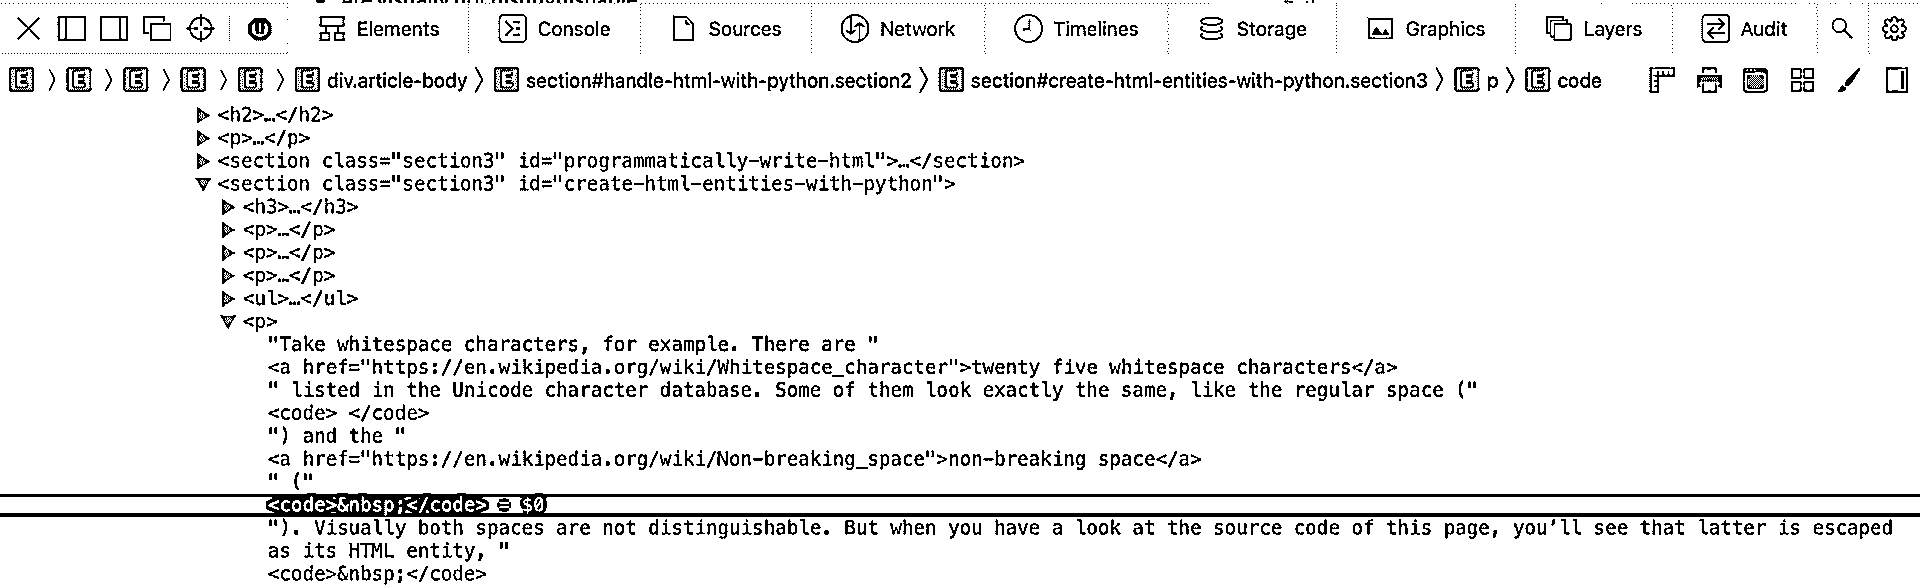 Elements Console Sources Network Timelines Storage Graphics Layers Audit
E 〉 E 〉 E 〉 E 〉 E 〉 E div.article-body 〉 E section#handle-html-with-python.section2 〉 E section#create-html-entities-with-python.section3 〉 E p 〉 E code
<h2>…</h2>
<p>…</p>
<section class="section3" id="programmatically-write-html">…</section>
<section class="section3" id="create-html-entities-with-python">
<h3>…</h3>
<p>…</p>
<p>…</p>
<p>…</p>
<ul>…</ul>
<p>
"Take whitespace characters, for example. There are "
<a href="https://en.wikipedia.org/wiki/Whitespace_character">twenty five whitespace characters</a>
" listed in the Unicode character database. Some of them look exactly the same, like the regular space ("
<code> </code>
") and the "
<a href="https://en.wikipedia.org/wiki/Non-breaking_space">non-breaking space</a>
" ("
<code>&nbsp;</code> = $0
"). Visually both spaces are not distinguishable. But when you have a look at the source code of this page, you’ll see that latter is escaped
as its HTML entity, "
<code>&nbsp;</code>